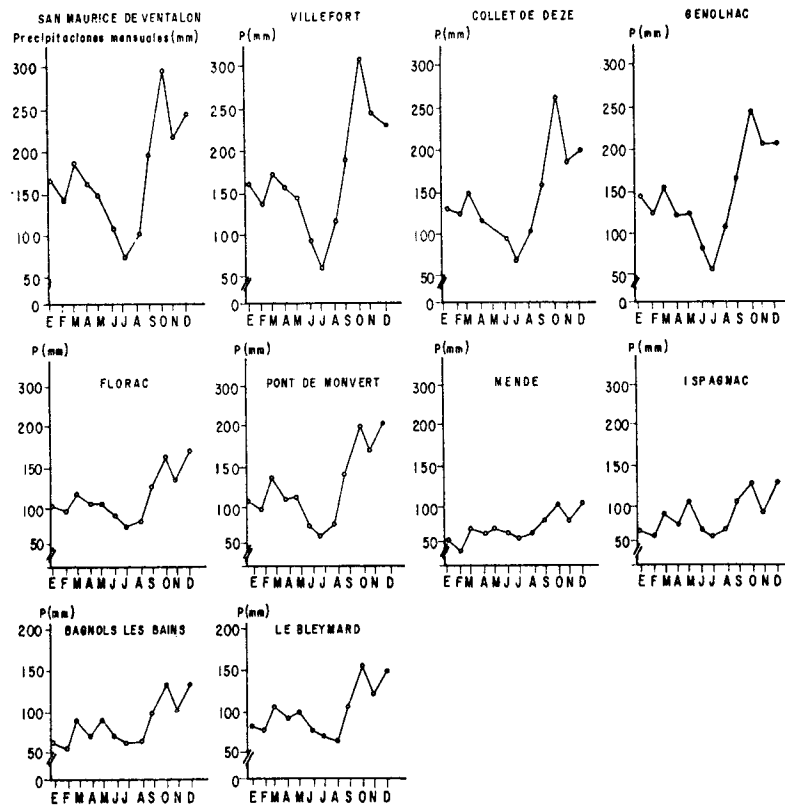 SAN MAURICE DE VENTALON
Precipitaciones mensuales (mm)
300
250
200
150
100
50
0
E F M A M J J A S O N D
VILLEFORT
P (mm)
300
250
200
150
100
50
0
E F M A M J J A S O N D
COLLET DE DEZE
P (mm)
300
250
200
150
100
50
0
E F M A M J J A S O N D
GENOLHAC
P (mm)
300
250
200
150
100
50
0
E F M A M J J A S O N D
P (mm)
FLORAC
300
200
150
100
50
E F M A M J J A S O N D
P (mm)
PONT DE MONVERT
300
200
150
100
50
E F M A M J J A S O N D
P (mm)
MENDE
300
200
150
100
50
E F M A M J J A S O N D
P (mm)
ISPAGNAC
300
200
150
100
50
E F M A M J J A S O N D
P (mm)
BAGNOLS LES BAINS
200
150
100
50
0
E F M A M J J A S O N D
P (mm)
LE BLEYMARD
200
150
100
50
0
E F M A M J J A S O N D